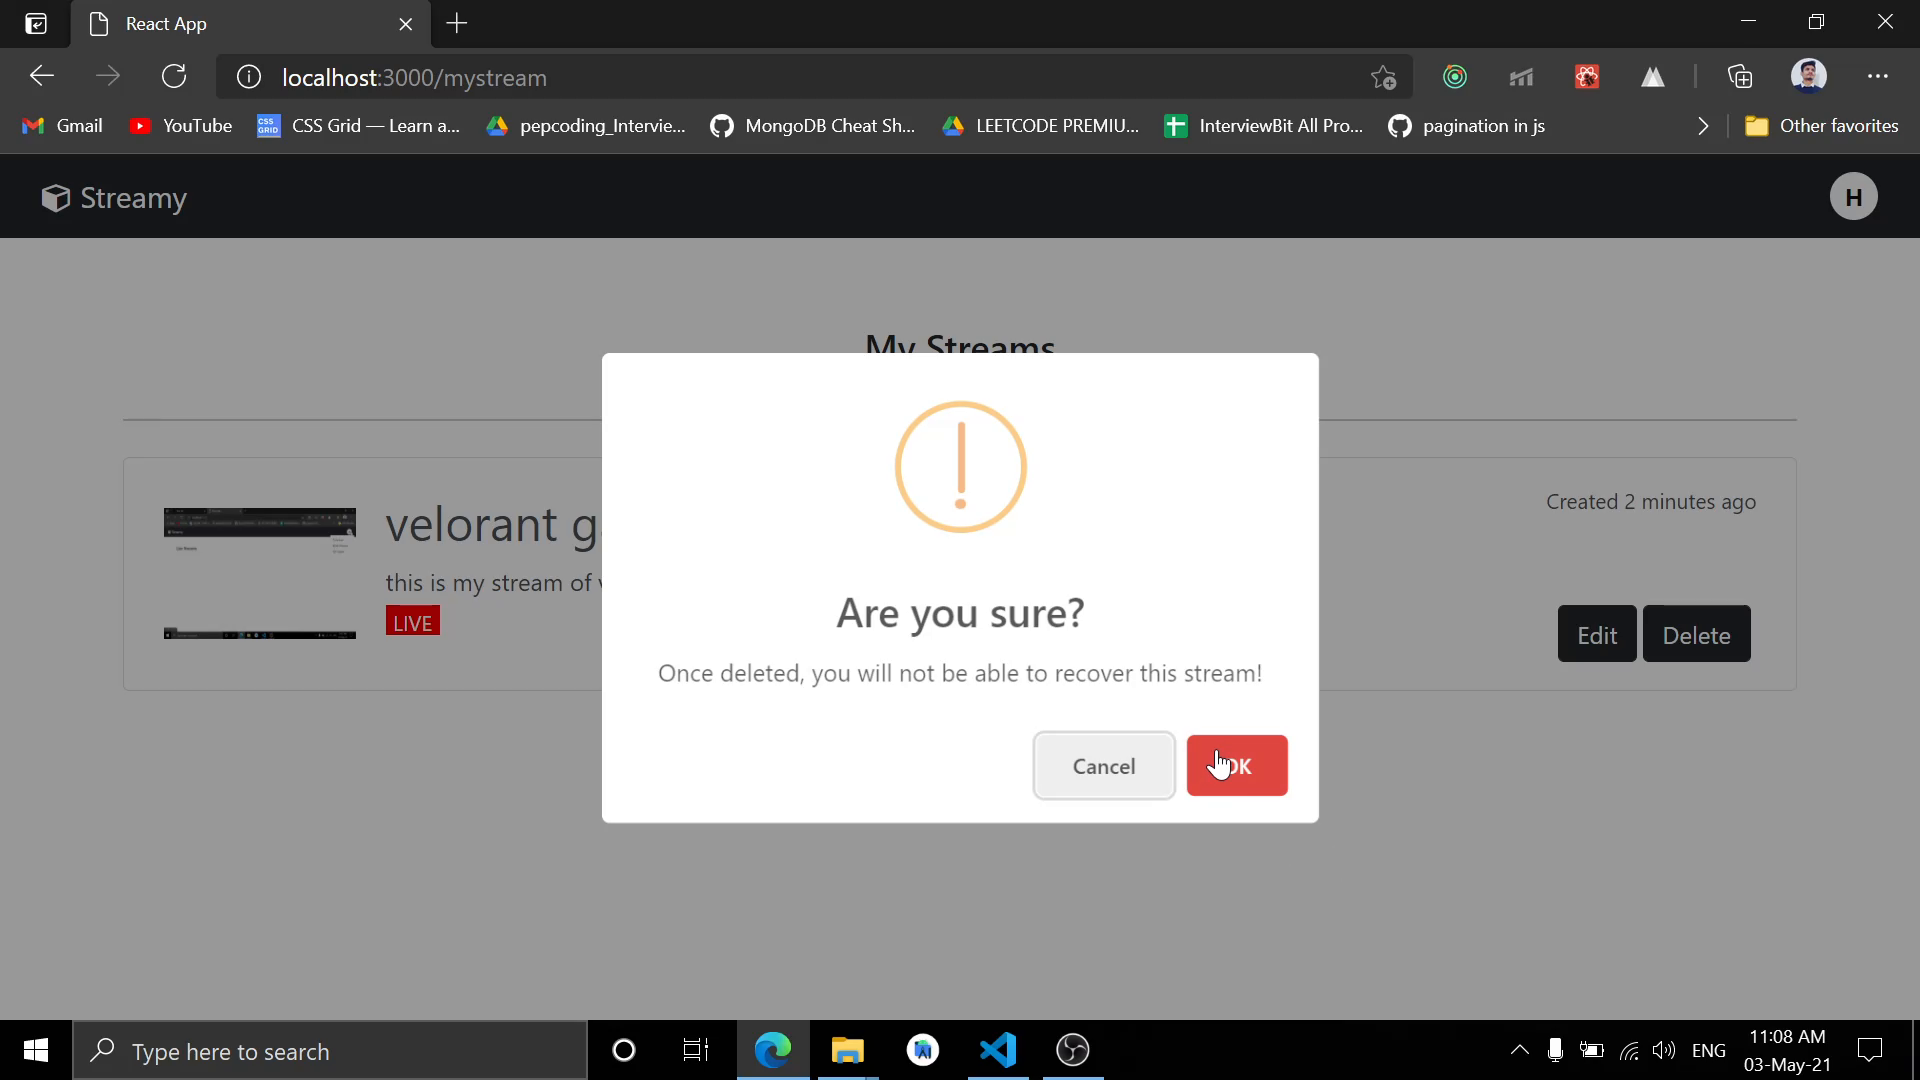 React App
localhost:3000/mystream
Gmail
YouTube
CSS Grid — Learn a...
pepcoding_Intervie...
MongoDB Cheat Sh...
LEETCODE PREMIU...
InterviewBit All Pro...
pagination in js
Other favorites
Streamy
H
My Streams
velorant g
this is my stream of
LIVE
Created 2 minutes ago
Edit
Delete
Are you sure?
Once deleted, you will not be able to recover this stream!
Cancel
OK
Type here to search
ENG
11:08 AM
03-May-21